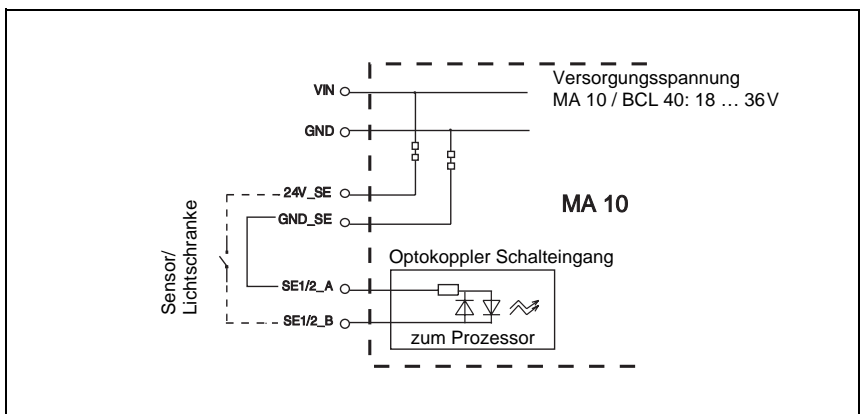 VIN
Versorgungsspannung
MA 10 / BCL 40: 18 … 36V
GND
24V_SE
GND_SE
MA 10
Sensor/
Lichtschranke
Optokoppler Schalteingang
SE1/2_A
SE1/2_B
zum Prozessor